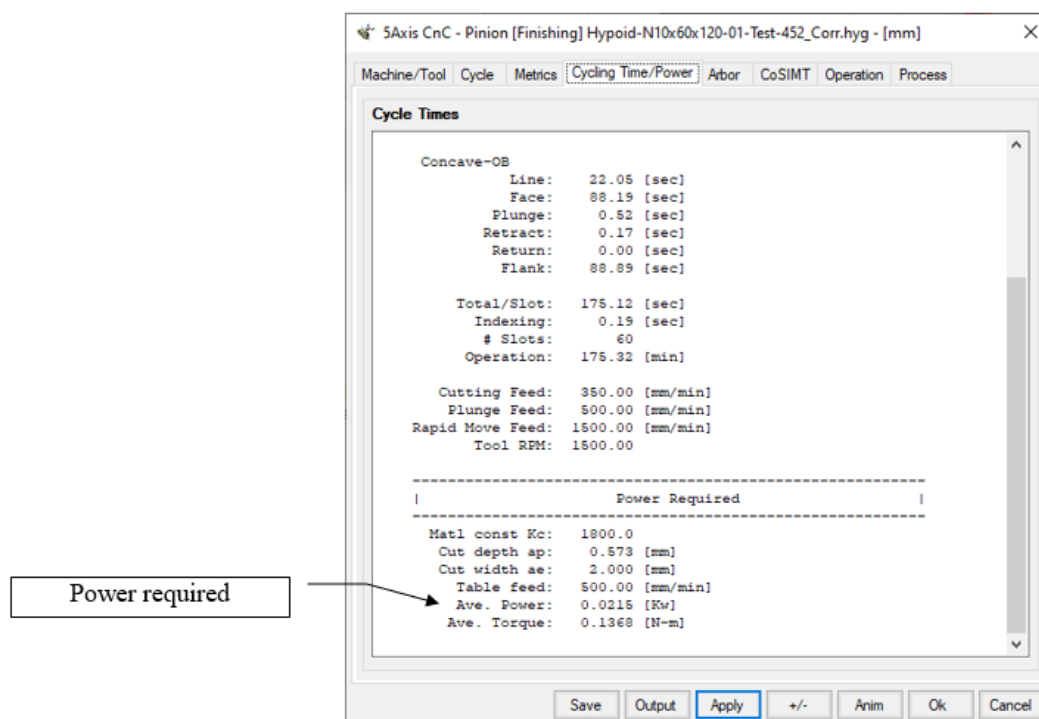 5Axis CnC - Pinion [Finishing] Hypoid-N10x60x120-01-Test-452_Corr.hyg - [mm]
Machine/Tool Cycle Metrics Cycling Time/Power Arbor CoSIMT Operation Process
Cycle Times
Concave-OB
Line: 22.05 [sec]
Face: 88.19 [sec]
Plunge: 0.52 [sec]
Retract: 0.17 [sec]
Return: 0.00 [sec]
Flank: 88.89 [sec]
Total/Slot: 175.12 [sec]
Indexing: 0.19 [sec]
# Slots: 60
Operation: 175.32 [min]
Cutting Feed: 350.00 [mm/min]
Plunge Feed: 500.00 [mm/min]
Rapid Move Feed: 1500.00 [mm/min]
Tool RPM: 1500.00
-----------------------------------------------------------
| Power Required |
-----------------------------------------------------------
Matl const Kc: 1800.0
Cut depth ap: 0.573 [mm]
Cut width ae: 2.000 [mm]
Table feed: 500.00 [mm/min]
Power required
Ave. Power: 0.0215 [Kw]
Ave. Torque: 0.1368 [N-m]
Save Output Apply +/- Anim Ok Cancel